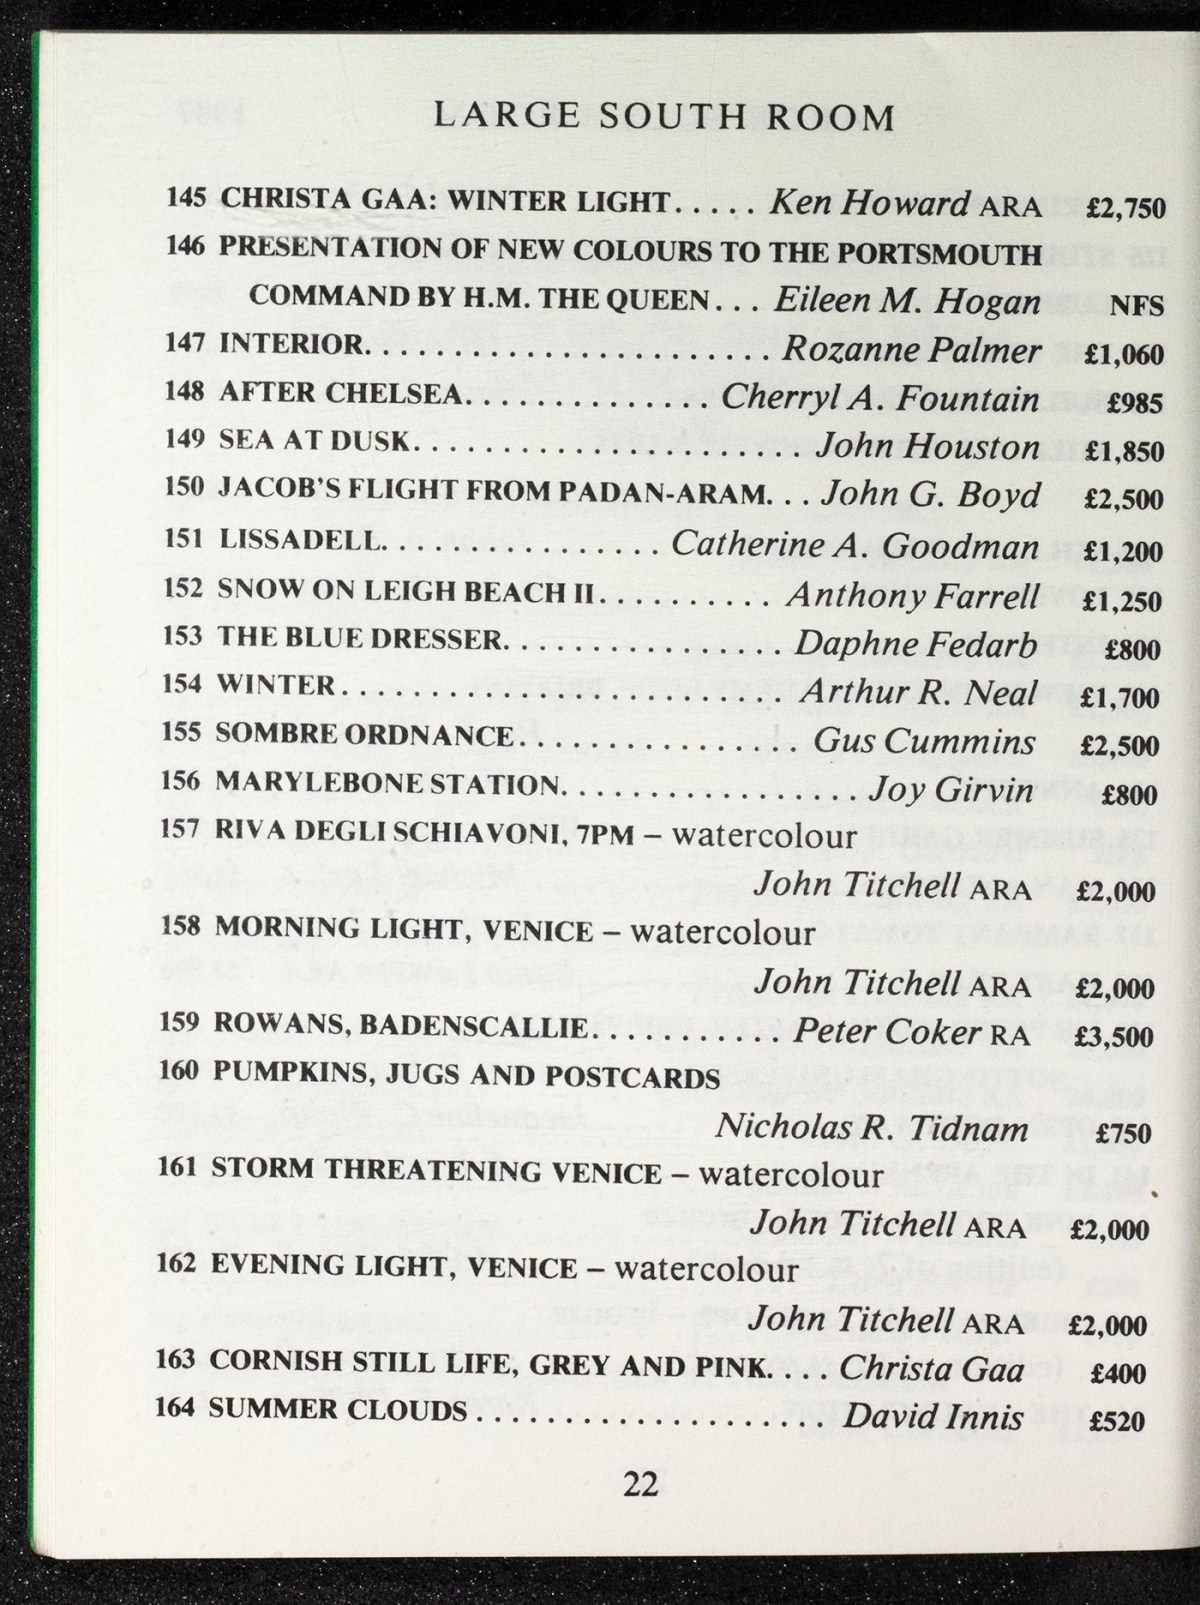 LARGE SOUTH ROOM
145 CHRISTA GAA: WINTER LIGHT..... Ken Howard ARA £2,750
146 PRESENTATION OF NEW COLOURS TO THE PORTSMOUTH
COMMAND BY H.M. THE QUEEN... Eileen M. Hogan NFS
147 INTERIOR....................... Rozanne Palmer £1,060
148 AFTER CHELSEA.............. Cherryl A. Fountain £985
149 SEA AT DUSK...................... John Houston £1,850
150 JACOB'S FLIGHT FROM PADAN-ARAM... John G. Boyd £2,500
151 LISSADELL................ Catherine A. Goodman £1,200
152 SNOW ON LEIGH BEACH II.......... Anthony Farrell £1,250
153 THE BLUE DRESSER................ Daphne Fedarb £800
154 WINTER......................... Arthur R. Neal £1,700
155 SOMBRE ORDNANCE................ Gus Cummins £2,500
156 MARYLEBONE STATION................. Joy Girvin £800
157 RIVA DEGLI SCHIAVONI, 7PM – watercolour
John Titchell ARA £2,000
158 MORNING LIGHT, VENICE – watercolour
John Titchell ARA £2,000
159 ROWANS, BADENSCALLIE........... Peter Coker RA £3,500
160 PUMPKINS, JUGS AND POSTCARDS
Nicholas R. Tidnam £750
161 STORM THREATENING VENICE – watercolour
John Titchell ARA £2,000
162 EVENING LIGHT, VENICE – watercolour
John Titchell ARA £2,000
163 CORNISH STILL LIFE, GREY AND PINK.... Christa Gaa £400
164 SUMMER CLOUDS.................... David Innis £520
22